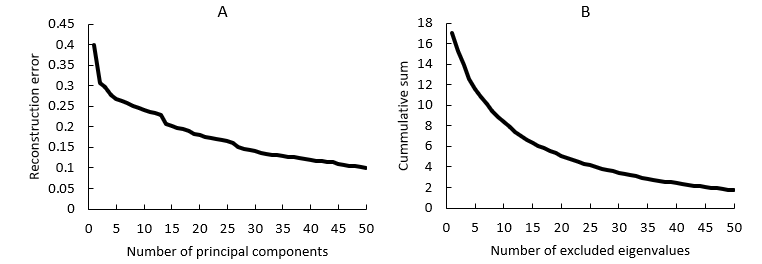 A
Reconstruction error
0.45
0.4
0.35
0.3
0.25
0.2
0.15
0.1
0.05
0
0 5 10 15 20 25 30 35 40 45 50
Number of principal components
B
Cummulative sum
18
16
14
12
10
8
6
4
2
0
0 5 10 15 20 25 30 35 40 45 50
Number of excluded eigenvalues